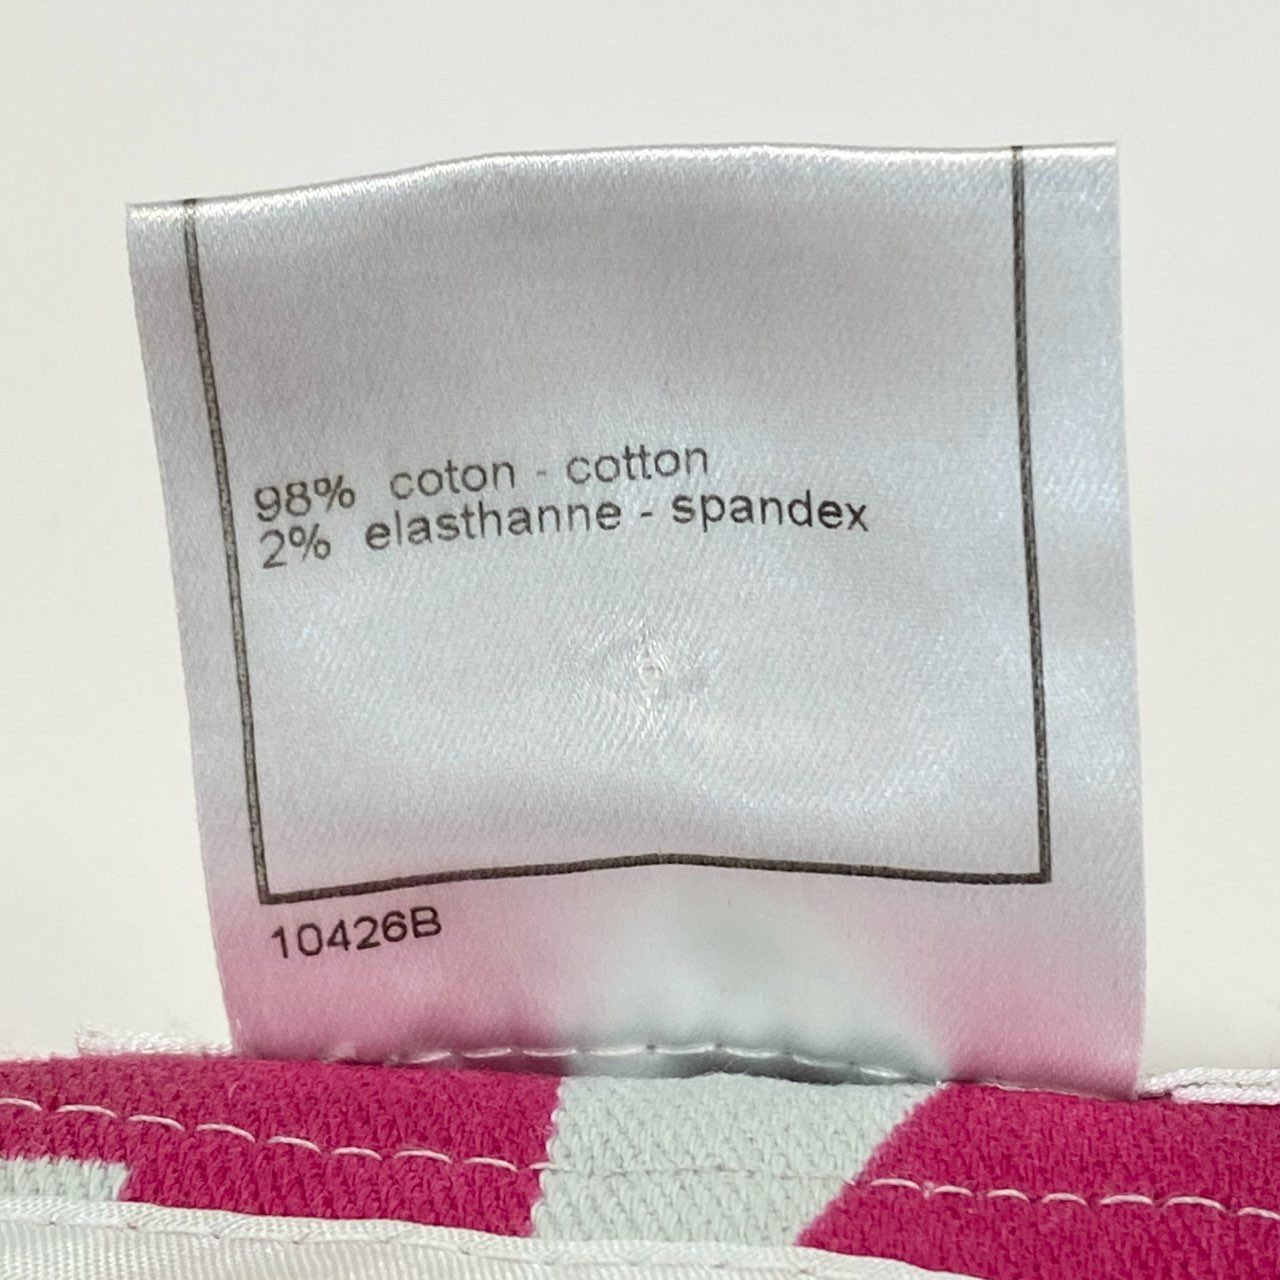 98% coton - cotton
2% elasthanne - spandex
10426B